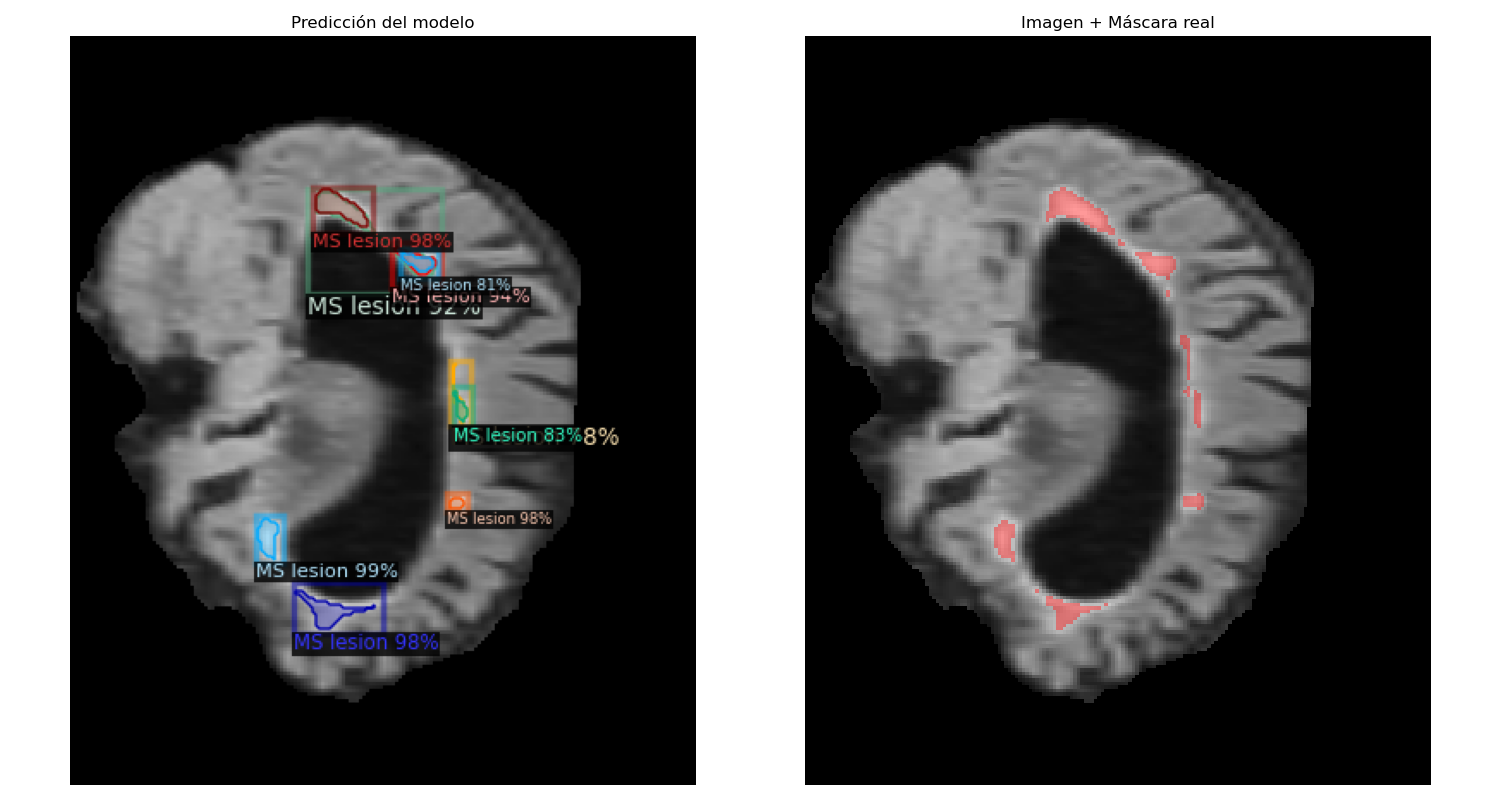 Predicción del modelo
Imagen + Máscara real
MS lesion 98%
MS lesion 81%
MS lesion 94%
MS lesion 92%
MS lesion 83%
8%
MS lesion 98%
MS lesion 99%
MS lesion 98%